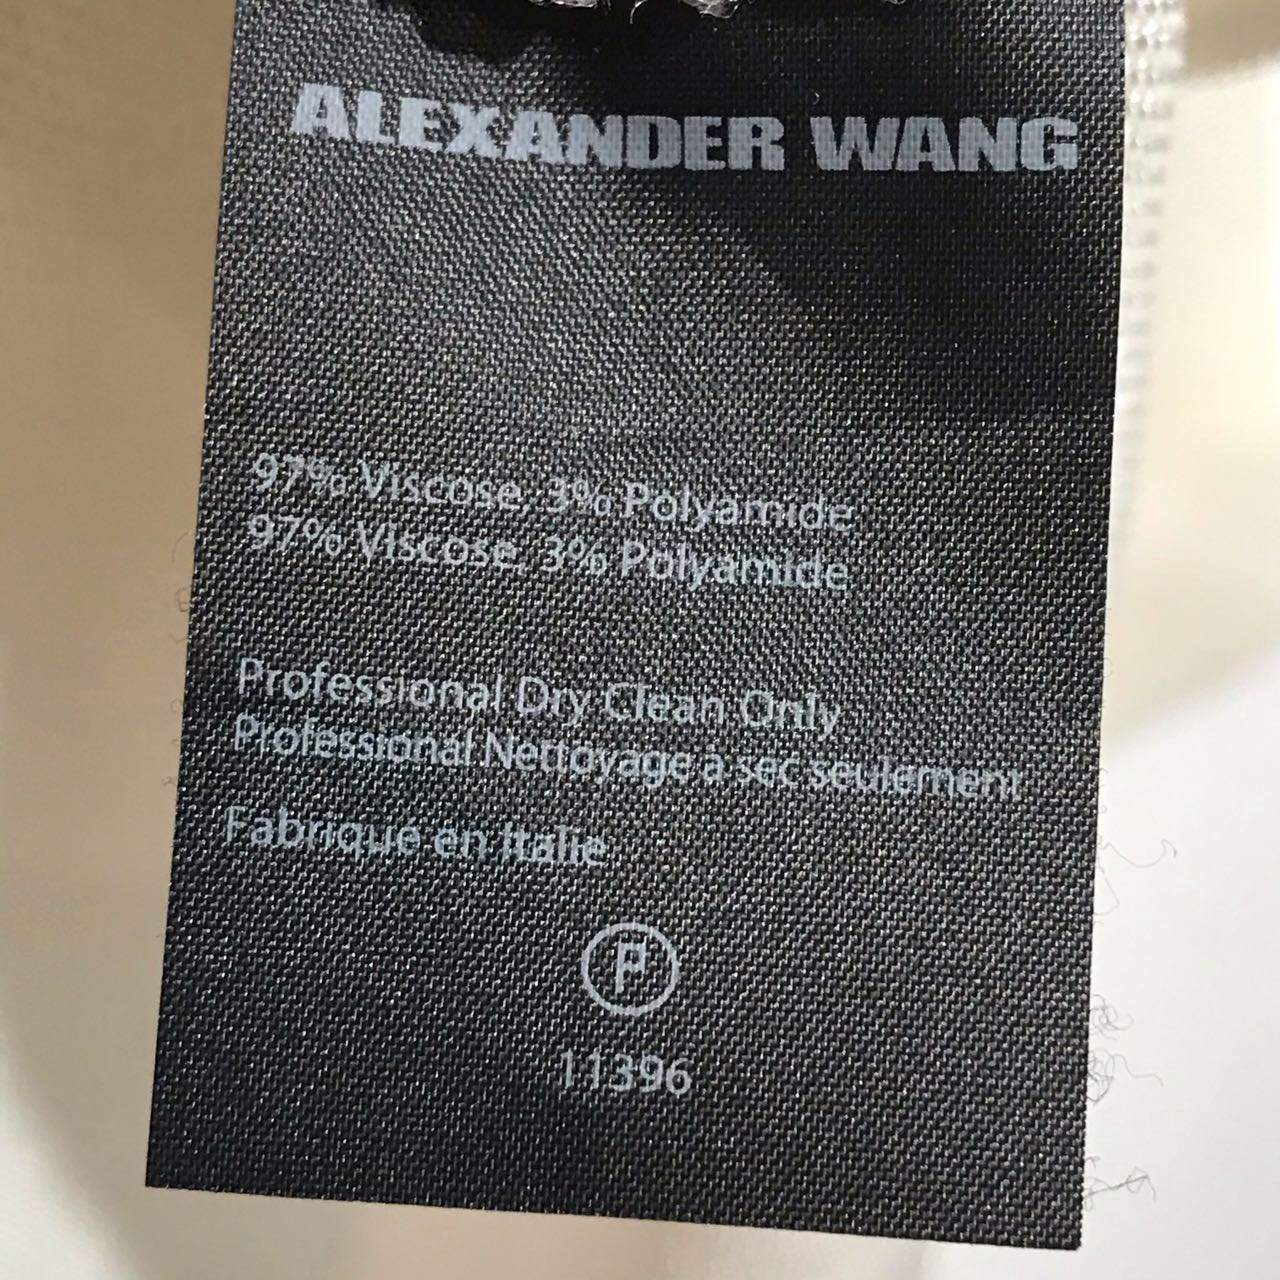 ALEXANDER WANG
97% Viscose, 3% Polyamide
97% Viscose, 3% Polyamide
Professional Dry Clean Only
Professional Nettoyage à sec seulement
Fabriqué en Italie
P
11396